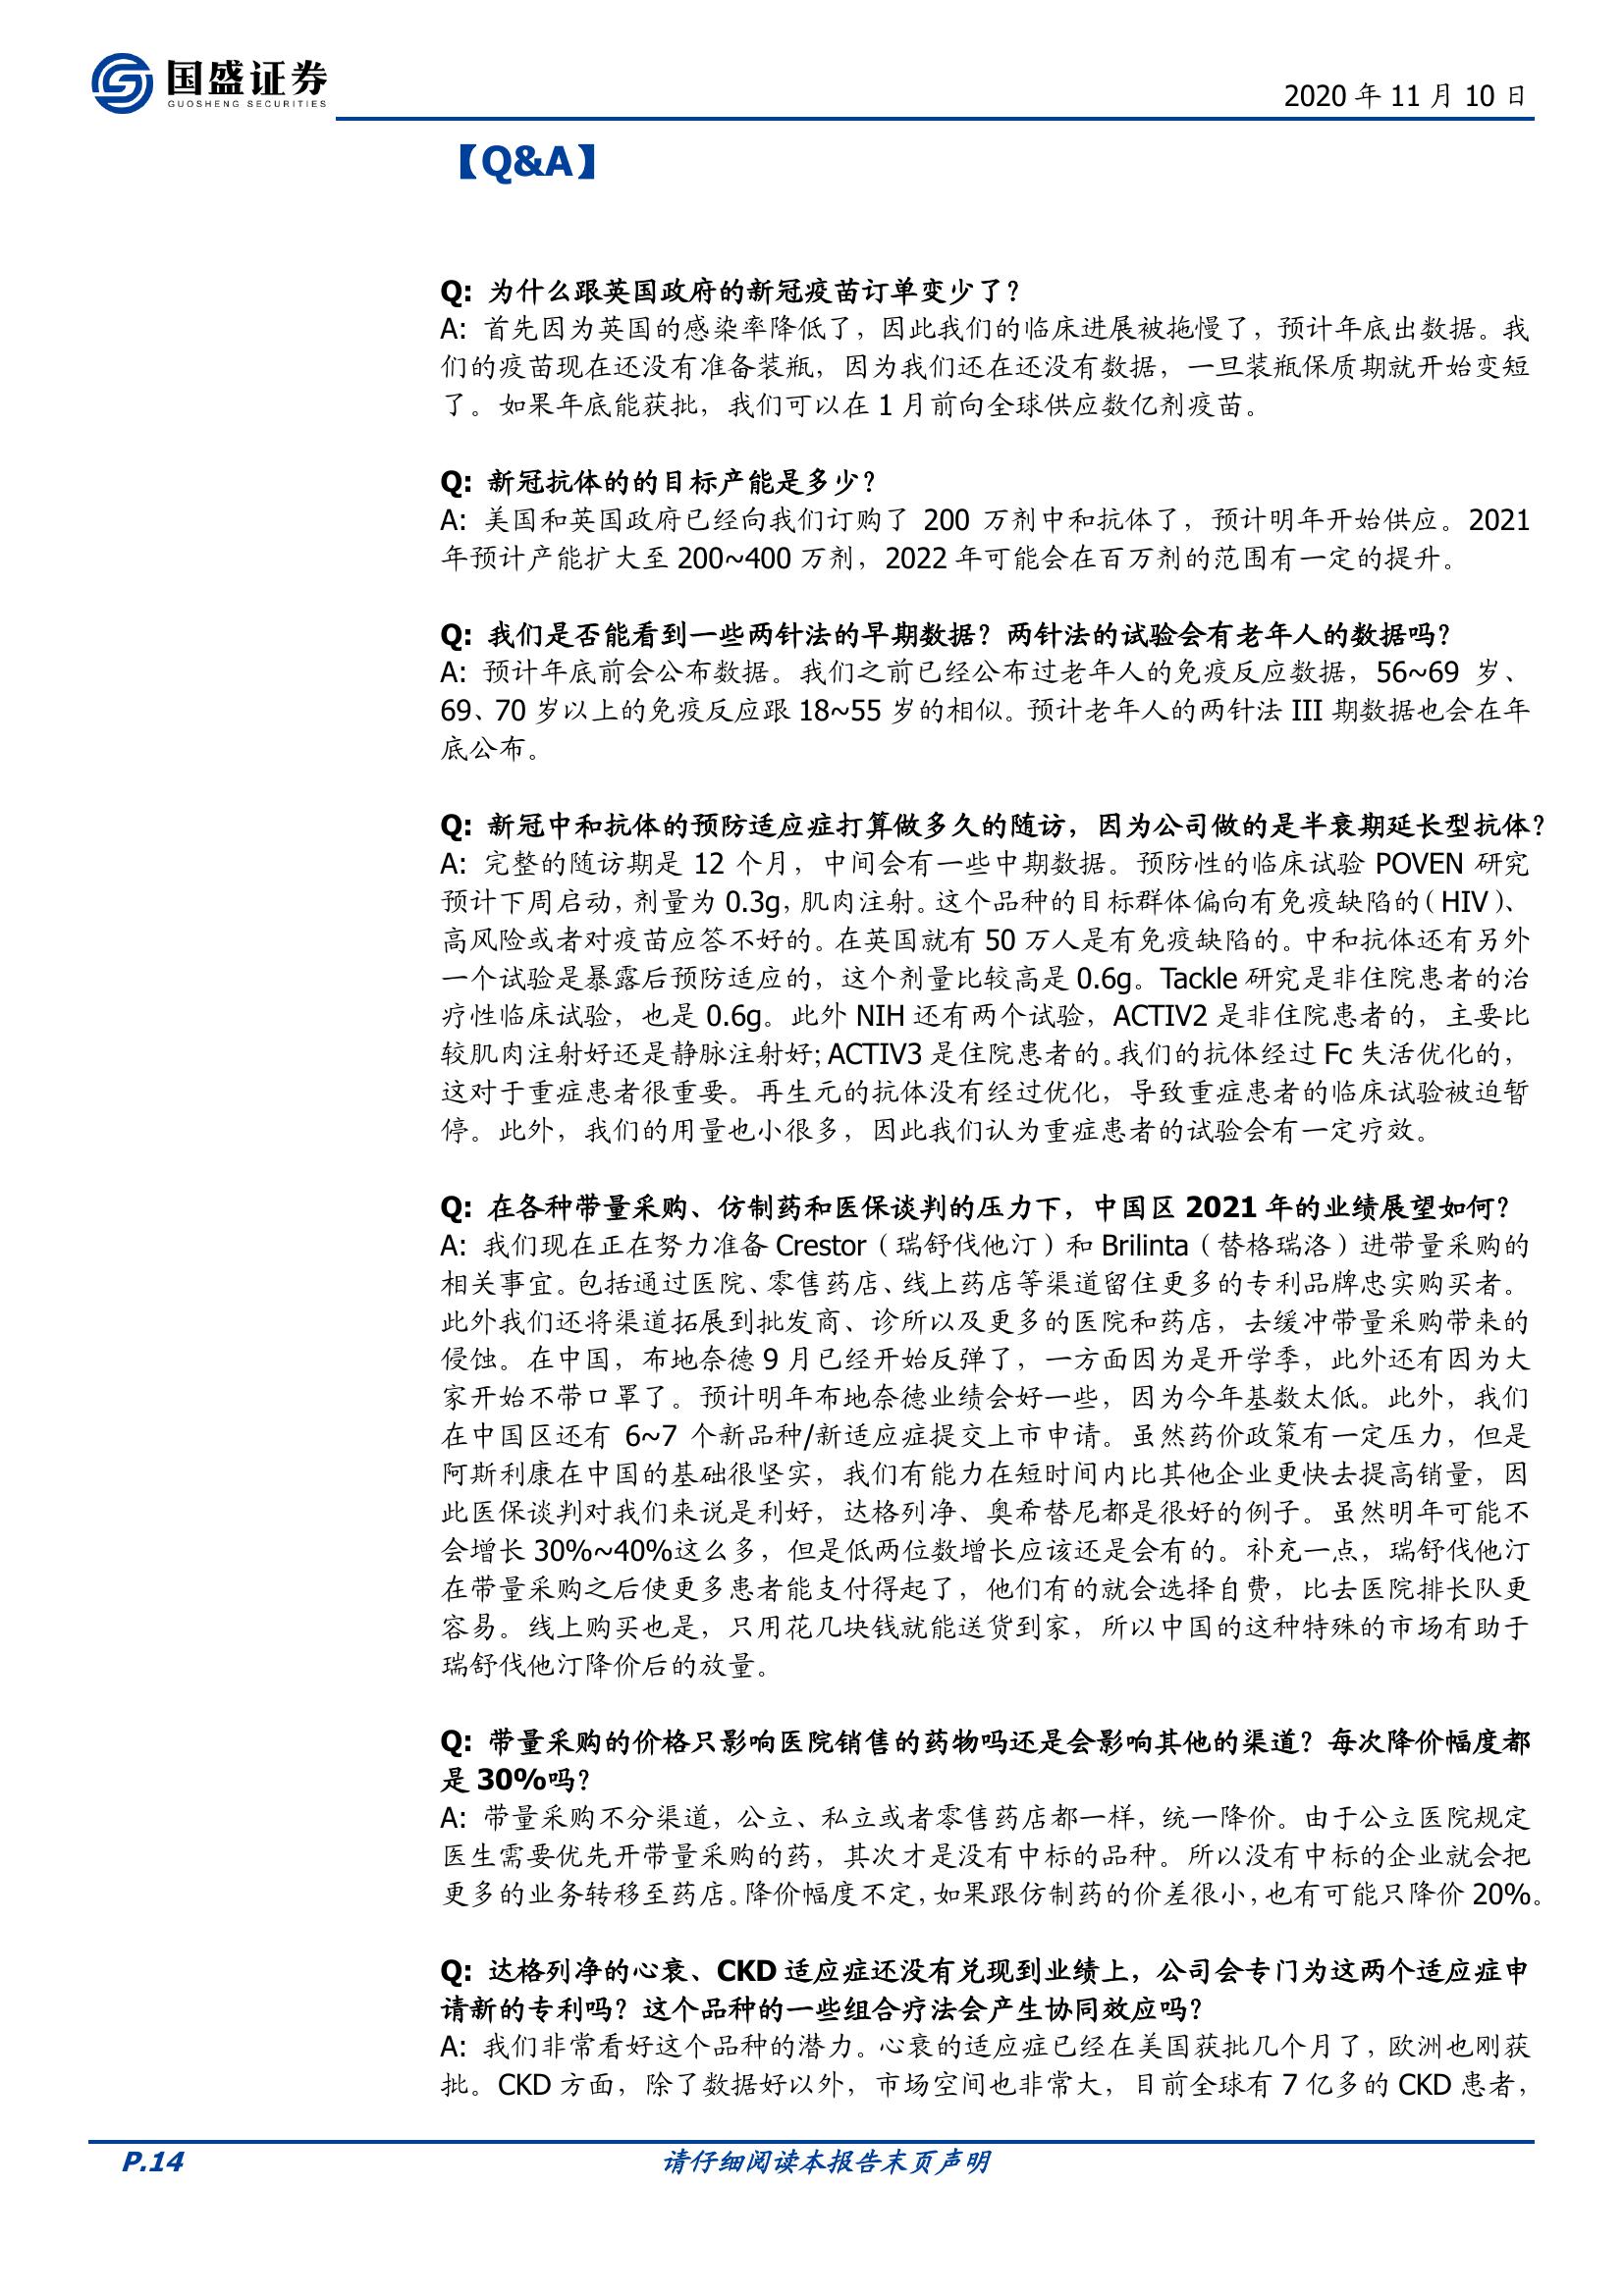 国盛证券
GUOSHENG SECURITIES
2020 年 11 月 10 日
【Q&A】
Q: 为什么跟英国政府的新冠疫苗订单变少了？
A: 首先因为英国的感染率降低了，因此我们的临床进展被拖慢了，预计年底出数据。我
们的疫苗现在还没有准备装瓶，因为我们还在还没有数据，一旦装瓶保质期就开始变短
了。如果年底能获批，我们可以在 1 月前向全球供应数亿剂疫苗。
Q: 新冠抗体的的目标产能是多少？
A: 美国和英国政府已经向我们订购了 200 万剂中和抗体了，预计明年开始供应。2021
年预计产能扩大至 200~400 万剂，2022 年可能会在百万剂的范围有一定的提升。
Q: 我们是否能看到一些两针法的早期数据？两针法的试验会有老年人的数据吗？
A: 预计年底前会公布数据。我们之前已经公布过老年人的免疫反应数据，56~69 岁、
69、70 岁以上的免疫反应跟 18~55 岁的相似。预计老年人的两针法 III 期数据也会在年
底公布。
Q: 新冠中和抗体的预防适应症打算做多久的随访，因为公司做的是半衰期延长型抗体？
A: 完整的随访期是 12 个月，中间会有一些中期数据。预防性的临床试验 POVEN 研究
预计下周启动，剂量为 0.3g，肌肉注射。这个品种的目标群体偏向有免疫缺陷的（HIV）、
高风险或者对疫苗应答不好的。在英国就有 50 万人是有免疫缺陷的。中和抗体还有另外
一个试验是暴露后预防适应的，这个剂量比较高是 0.6g。Tackle 研究是非住院患者的治
疗性临床试验，也是 0.6g。此外 NIH 还有两个试验，ACTIV2 是非住院患者的，主要比
较肌肉注射好还是静脉注射好；ACTIV3 是住院患者的。我们的抗体经过 Fc 失活优化的，
这对于重症患者很重要。再生元的抗体没有经过优化，导致重症患者的临床试验被迫暂
停。此外，我们的用量也小很多，因此我们认为重症患者的试验会有一定疗效。
Q: 在各种带量采购、仿制药和医保谈判的压力下，中国区 2021 年的业绩展望如何？
A: 我们现在正在努力准备 Crestor（瑞舒伐他汀）和 Brilinta（替格瑞洛）进带量采购的
相关事宜。包括通过医院、零售药店、线上药店等渠道留住更多的专利品牌忠实购买者。
此外我们还将渠道拓展到批发商、诊所以及更多的医院和药店，去缓冲带量采购带来的
侵蚀。在中国，布地奈德 9 月已经开始反弹了，一方面因为是开学季，此外还有因为大
家开始不带口罩了。预计明年布地奈德业绩会好一些，因为今年基数太低。此外，我们
在中国区还有 6~7 个新品种/新适应症提交上市申请。虽然药价政策有一定压力，但是
阿斯利康在中国的基础很坚实，我们有能力在短时间内比其他企业更快去提高销量，因
此医保谈判对我们来说是利好，达格列净、奥希替尼都是很好的例子。虽然明年可能不
会增长 30%~40%这么多，但是低两位数增长应该还是会有的。补充一点，瑞舒伐他汀
在带量采购之后使更多患者能支付得起了，他们有的就会选择自费，比去医院排长队更
容易。线上购买也是，只用花几块钱就能送货到家，所以中国的这种特殊的市场有助于
瑞舒伐他汀降价后的放量。
Q: 带量采购的价格只影响医院销售的药物吗还是会影响其他的渠道？每次降价幅度都
是 30%吗？
A: 带量采购不分渠道，公立、私立或者零售药店都一样，统一降价。由于公立医院规定
医生需要优先开带量采购的药，其次才是没有中标的品种。所以没有中标的企业就会把
更多的业务转移至药店。降价幅度不定，如果跟仿制药的价差很小，也有可能只降价 20%。
Q: 达格列净的心衰、CKD 适应症还没有兑现到业绩上，公司会专门为这两个适应症申
请新的专利吗？这个品种的一些组合疗法会产生协同效应吗？
A: 我们非常看好这个品种的潜力。心衰的适应症已经在美国获批几个月了，欧洲也刚获
批。CKD 方面，除了数据好以外，市场空间也非常大，目前全球有 7 亿多的 CKD 患者，
P.14
请仔细阅读本报告末页声明